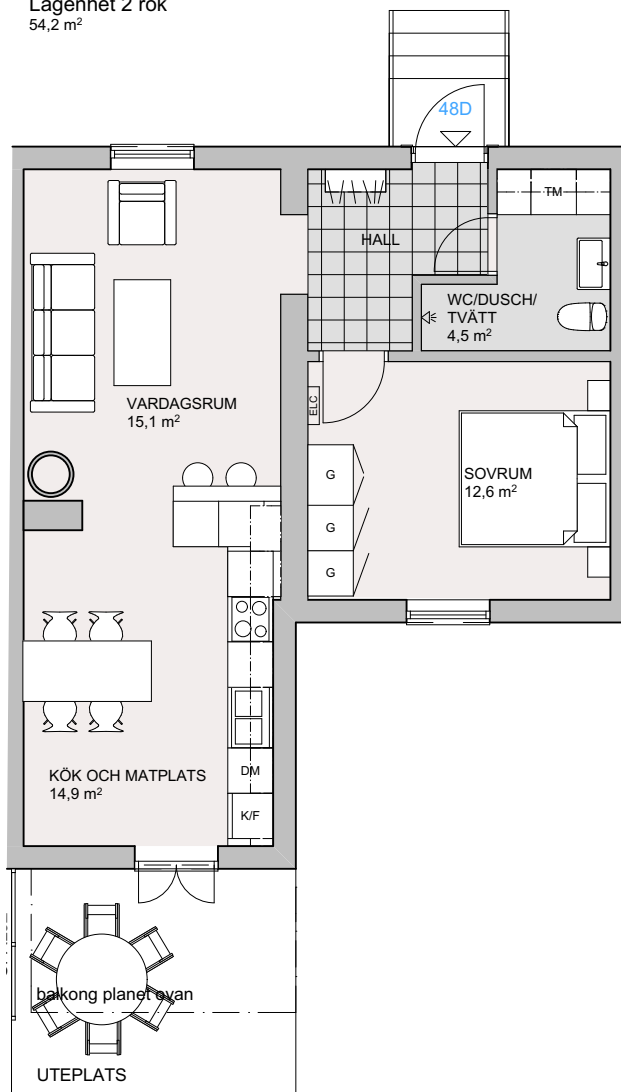 Lägenhet 2 rok
54,2 m²
48D
TM
HALL
WC/DUSCH/
TVÄTT
4,5 m²
VARDAGSRUM
15,1 m²
ELC
G
SOVRUM
12,6 m²
G
G
KÖK OCH MATPLATS
14,9 m²
DM
K/F
balkong planet ovan
UTEPLATS